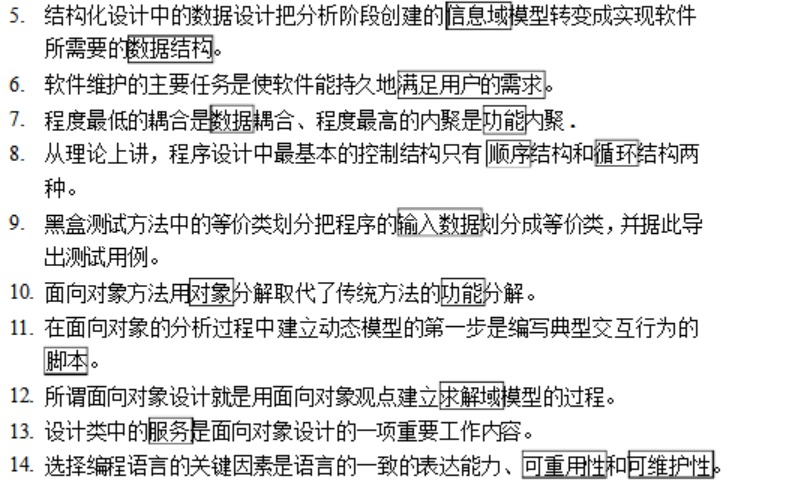 5. 结构化设计中的数据设计把分析阶段创建的信息域模型转变成实现软件
所需要的数据结构。
6. 软件维护的主要任务是使软件能持久地满足用户的需求。
7. 程度最低的耦合是数据耦合、程度最高的内聚是功能内聚．
8. 从理论上讲，程序设计中最基本的控制结构只有顺序结构和循环结构两
种。
9. 黑盒测试方法中的等价类划分把程序的输入数据划分成等价类，并据此导
出测试用例。
10. 面向对象方法用对象分解取代了传统方法的功能分解。
11. 在面向对象的分析过程中建立动态模型的第一步是编写典型交互行为的
脚本。
12. 所谓面向对象设计就是用面向对象观点建立求解域模型的过程。
13. 设计类中的服务是面向对象设计的一项重要工作内容。
14. 选择编程语言的关键因素是语言的一致的表达能力、可重用性和可维护性。